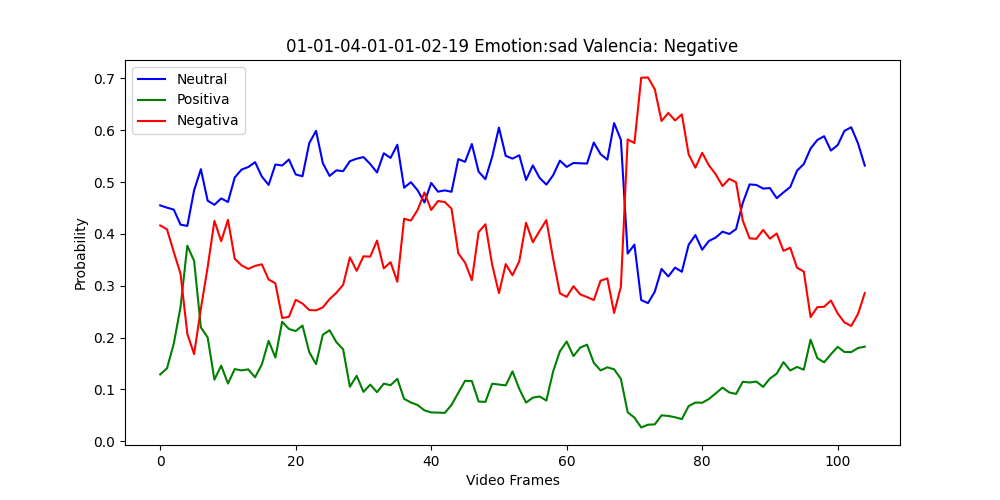 01-01-04-01-01-02-19 Emotion:sad Valencia: Negative
Neutral
Positiva
Negativa
Probability
0.7
0.6
0.5
0.4
0.3
0.2
0.1
0.0
0 20 40 60 80 100
Video Frames